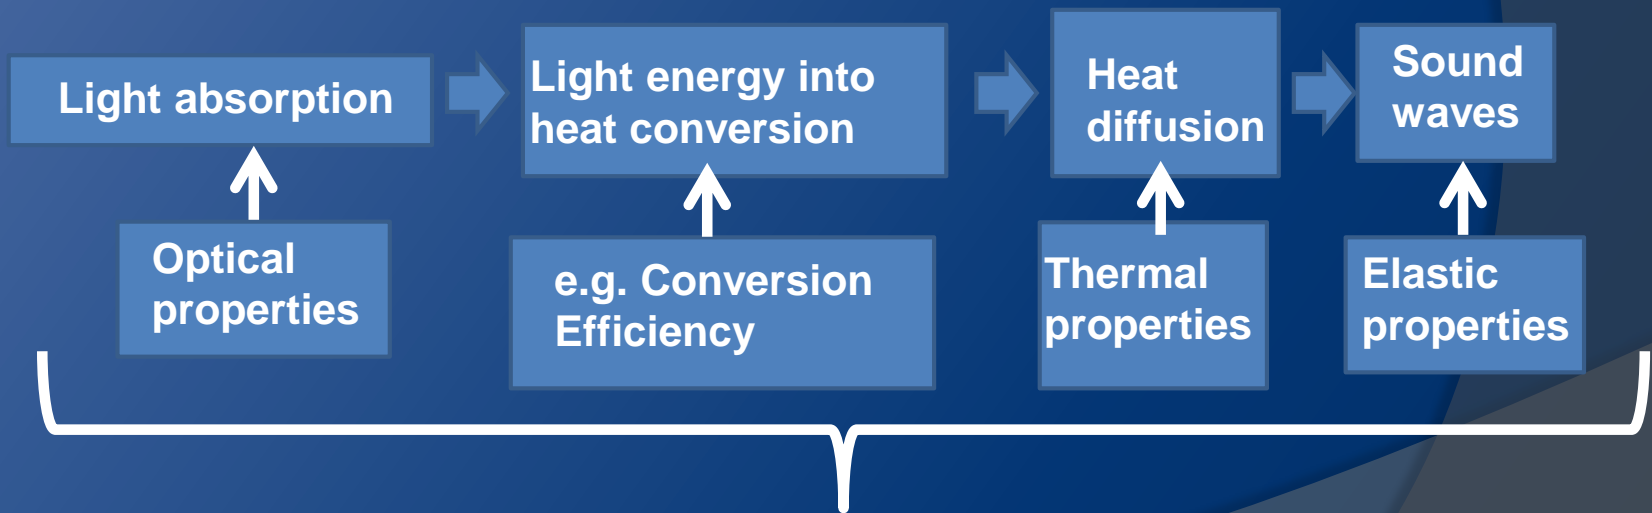 Light absorption
Light energy into
heat conversion
Heat
diffusion
Sound
waves
Optical
properties
e.g. Conversion
Efficiency
Thermal
properties
Elastic
properties